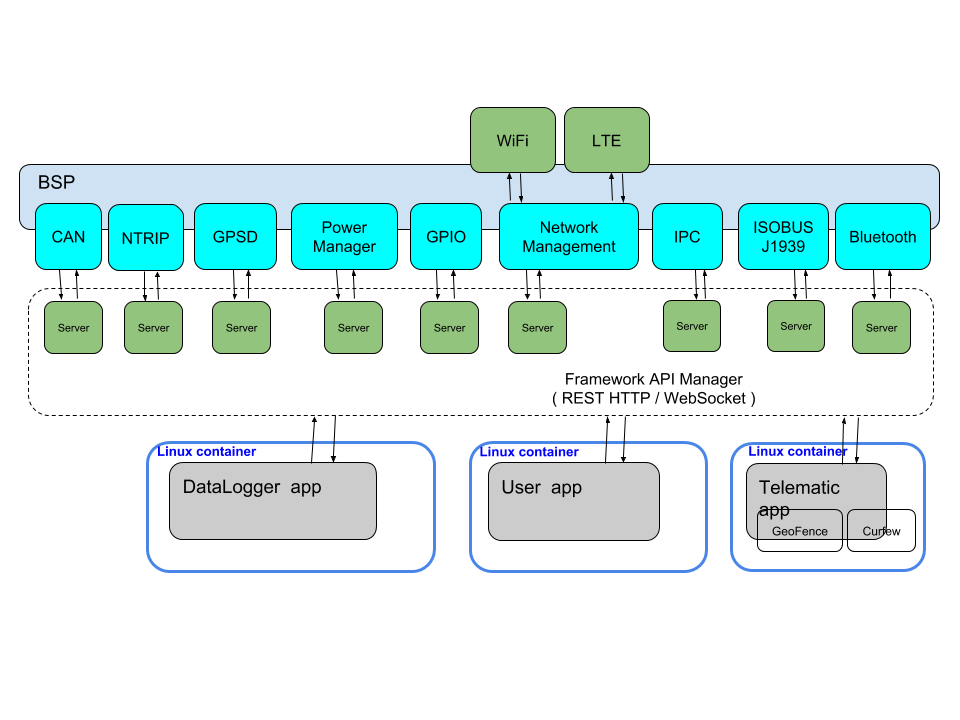 WiFi
LTE
BSP
CAN
NTRIP
GPSD
Power
Manager
GPIO
Network
Management
IPC
ISOBUS
J1939
Bluetooth
Server
Server
Server
Server
Server
Server
Server
Server
Server
Framework API Manager
( REST HTTP / WebSocket )
Linux container
DataLogger app
Linux container
User app
Linux container
Telematic
app
GeoFence
Curfew